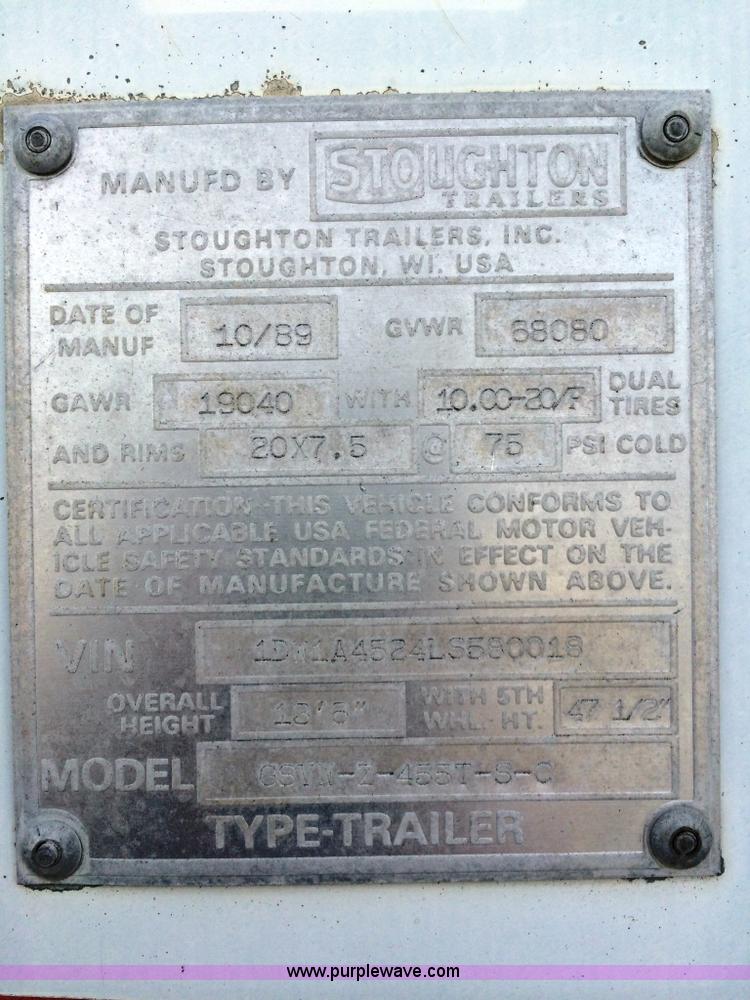 MANUFD BY STOUGHTON
TRAILERS
STOUGHTON TRAILERS, INC.
STOUGHTON, WI. USA
DATE OF MANUF 10/89 GVWR 68080
GAWR 19040 WITH 10.00-20/F DUAL TIRES
AND RIMS 20X7.5 @ 75 PSI COLD
CERTIFICATION-THIS VEHICLE CONFORMS TO
ALL APPLICABLE USA FEDERAL MOTOR VEH-
ICLE SAFETY STANDARDS IN EFFECT ON THE
DATE OF MANUFACTURE SHOWN ABOVE.
VIN 1DW1A4524LS580018
OVERALL HEIGHT 13'6" WITH 5TH WHL. HT. 47 1/2"
MODEL
TYPE-TRAILER
www.purplewave.com